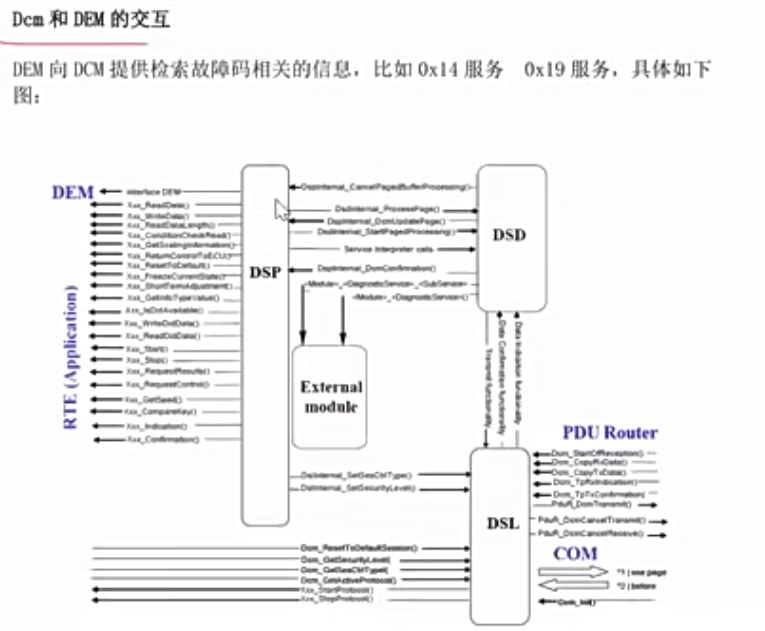 Dcm 和 DEM 的交互
DEM 向 DCM 提供检索故障码相关的信息，比如 0x14 服务 0x19 服务，具体如下
图：
DEM
interface DEM
Xxx_ReadData()
Xxx_WriteData()
Xxx_ReadDataLength()
Xxx_ConditionCheckRead()
Xxx_GetScalingInformation()
Xxx_ReturnControlToECU()
Xxx_ResetToDefault()
Xxx_FreezeCurrentState()
Xxx_ShortTermAdjustment()
Xxx_GetInfoTypeValue()
Xxx_IsDidAvailable()
Xxx_WriteDidData()
Xxx_ReadDidData()
Xxx_Start()
Xxx_Stop()
Xxx_RequestResults()
Xxx_RequestControl()
Xxx_GetSeed()
Xxx_CompareKey()
Xxx_Indication()
Xxx_Confirmation()
RTE (Application)
DSP
DspInternal_CancelPagedBufferProcessing()
DsdInternal_ProcessPage()
DspInternal_DcmUpdatePage()
DsdInternal_StartPagedProcessing()
Service interpreter calls
DspInternal_DcmConfirmation()
<Module>_<DiagnosticService>_<SubService>
<Module>_<DiagnosticService>()
DSD
External
module
Transmit functionality
Data Confirmation functionality
Data Indication functionality
DslInternal_SetSesCtrlType()
DslInternal_SetSecurityLevel()
DSL
PDU Router
Dcm_StartOfReception()
Dcm_CopyRxData()
Dcm_CopyTxData()
Dcm_TpRxIndication()
Dcm_TpTxConfirmation(
PduR_DcmTransmit()
PduR_DcmCancelTransmit()
PduR_DcmCancelReceive()
COM
*1 | see page
*2 | before
Dcm_Init()
Dcm_ResetToDefaultSession()
Dcm_GetSecurityLevel(
Dcm_GetSesCtrlType(
Dcm_GetActiveProtocol(
Xxx_StartProtocol()
Xxx_StopProtocol()